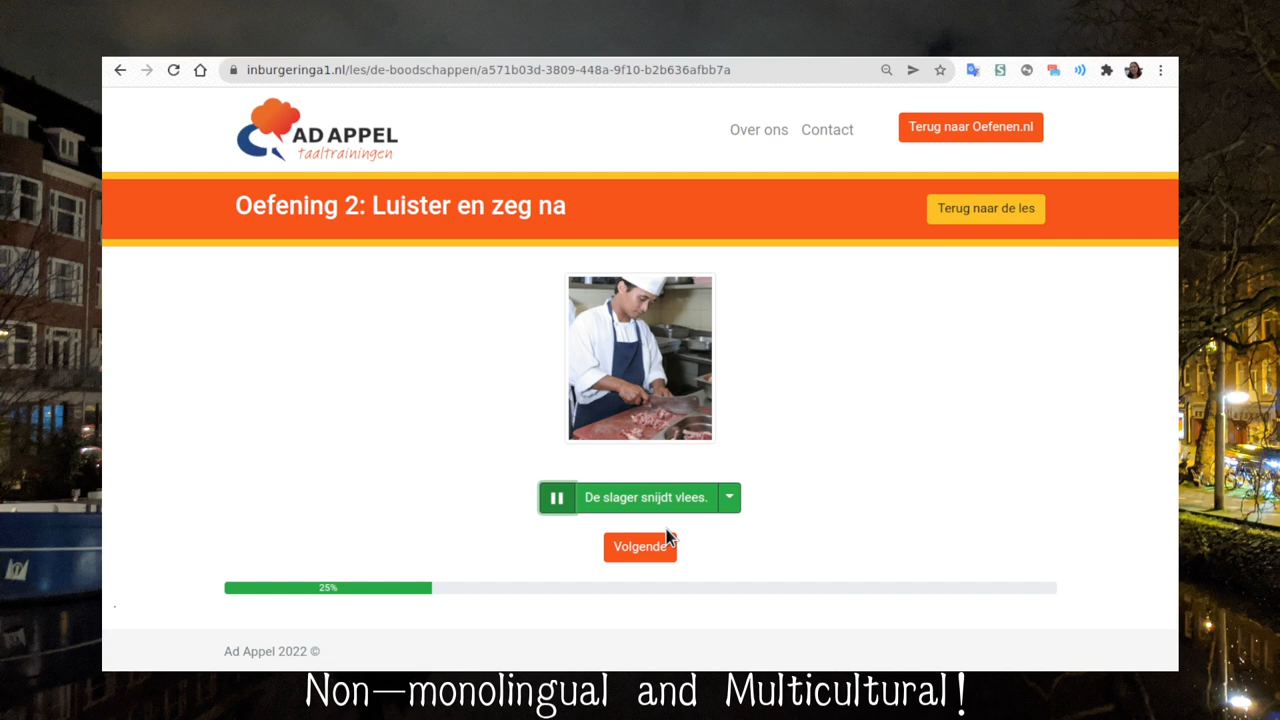 inburgeringa1.nl/les/de-boodschappen/a571b03d-3809-448a-9f10-b2b636afbb7a
AD APPEL
taaltrainingen
Over ons
Contact
Terug naar Oefenen.nl
Oefening 2: Luister en zeg na
Terug naar de les
De slager snijdt vlees.
Volgende
25%
Ad Appel 2022 ©
Non—monolingual and Multicultural!